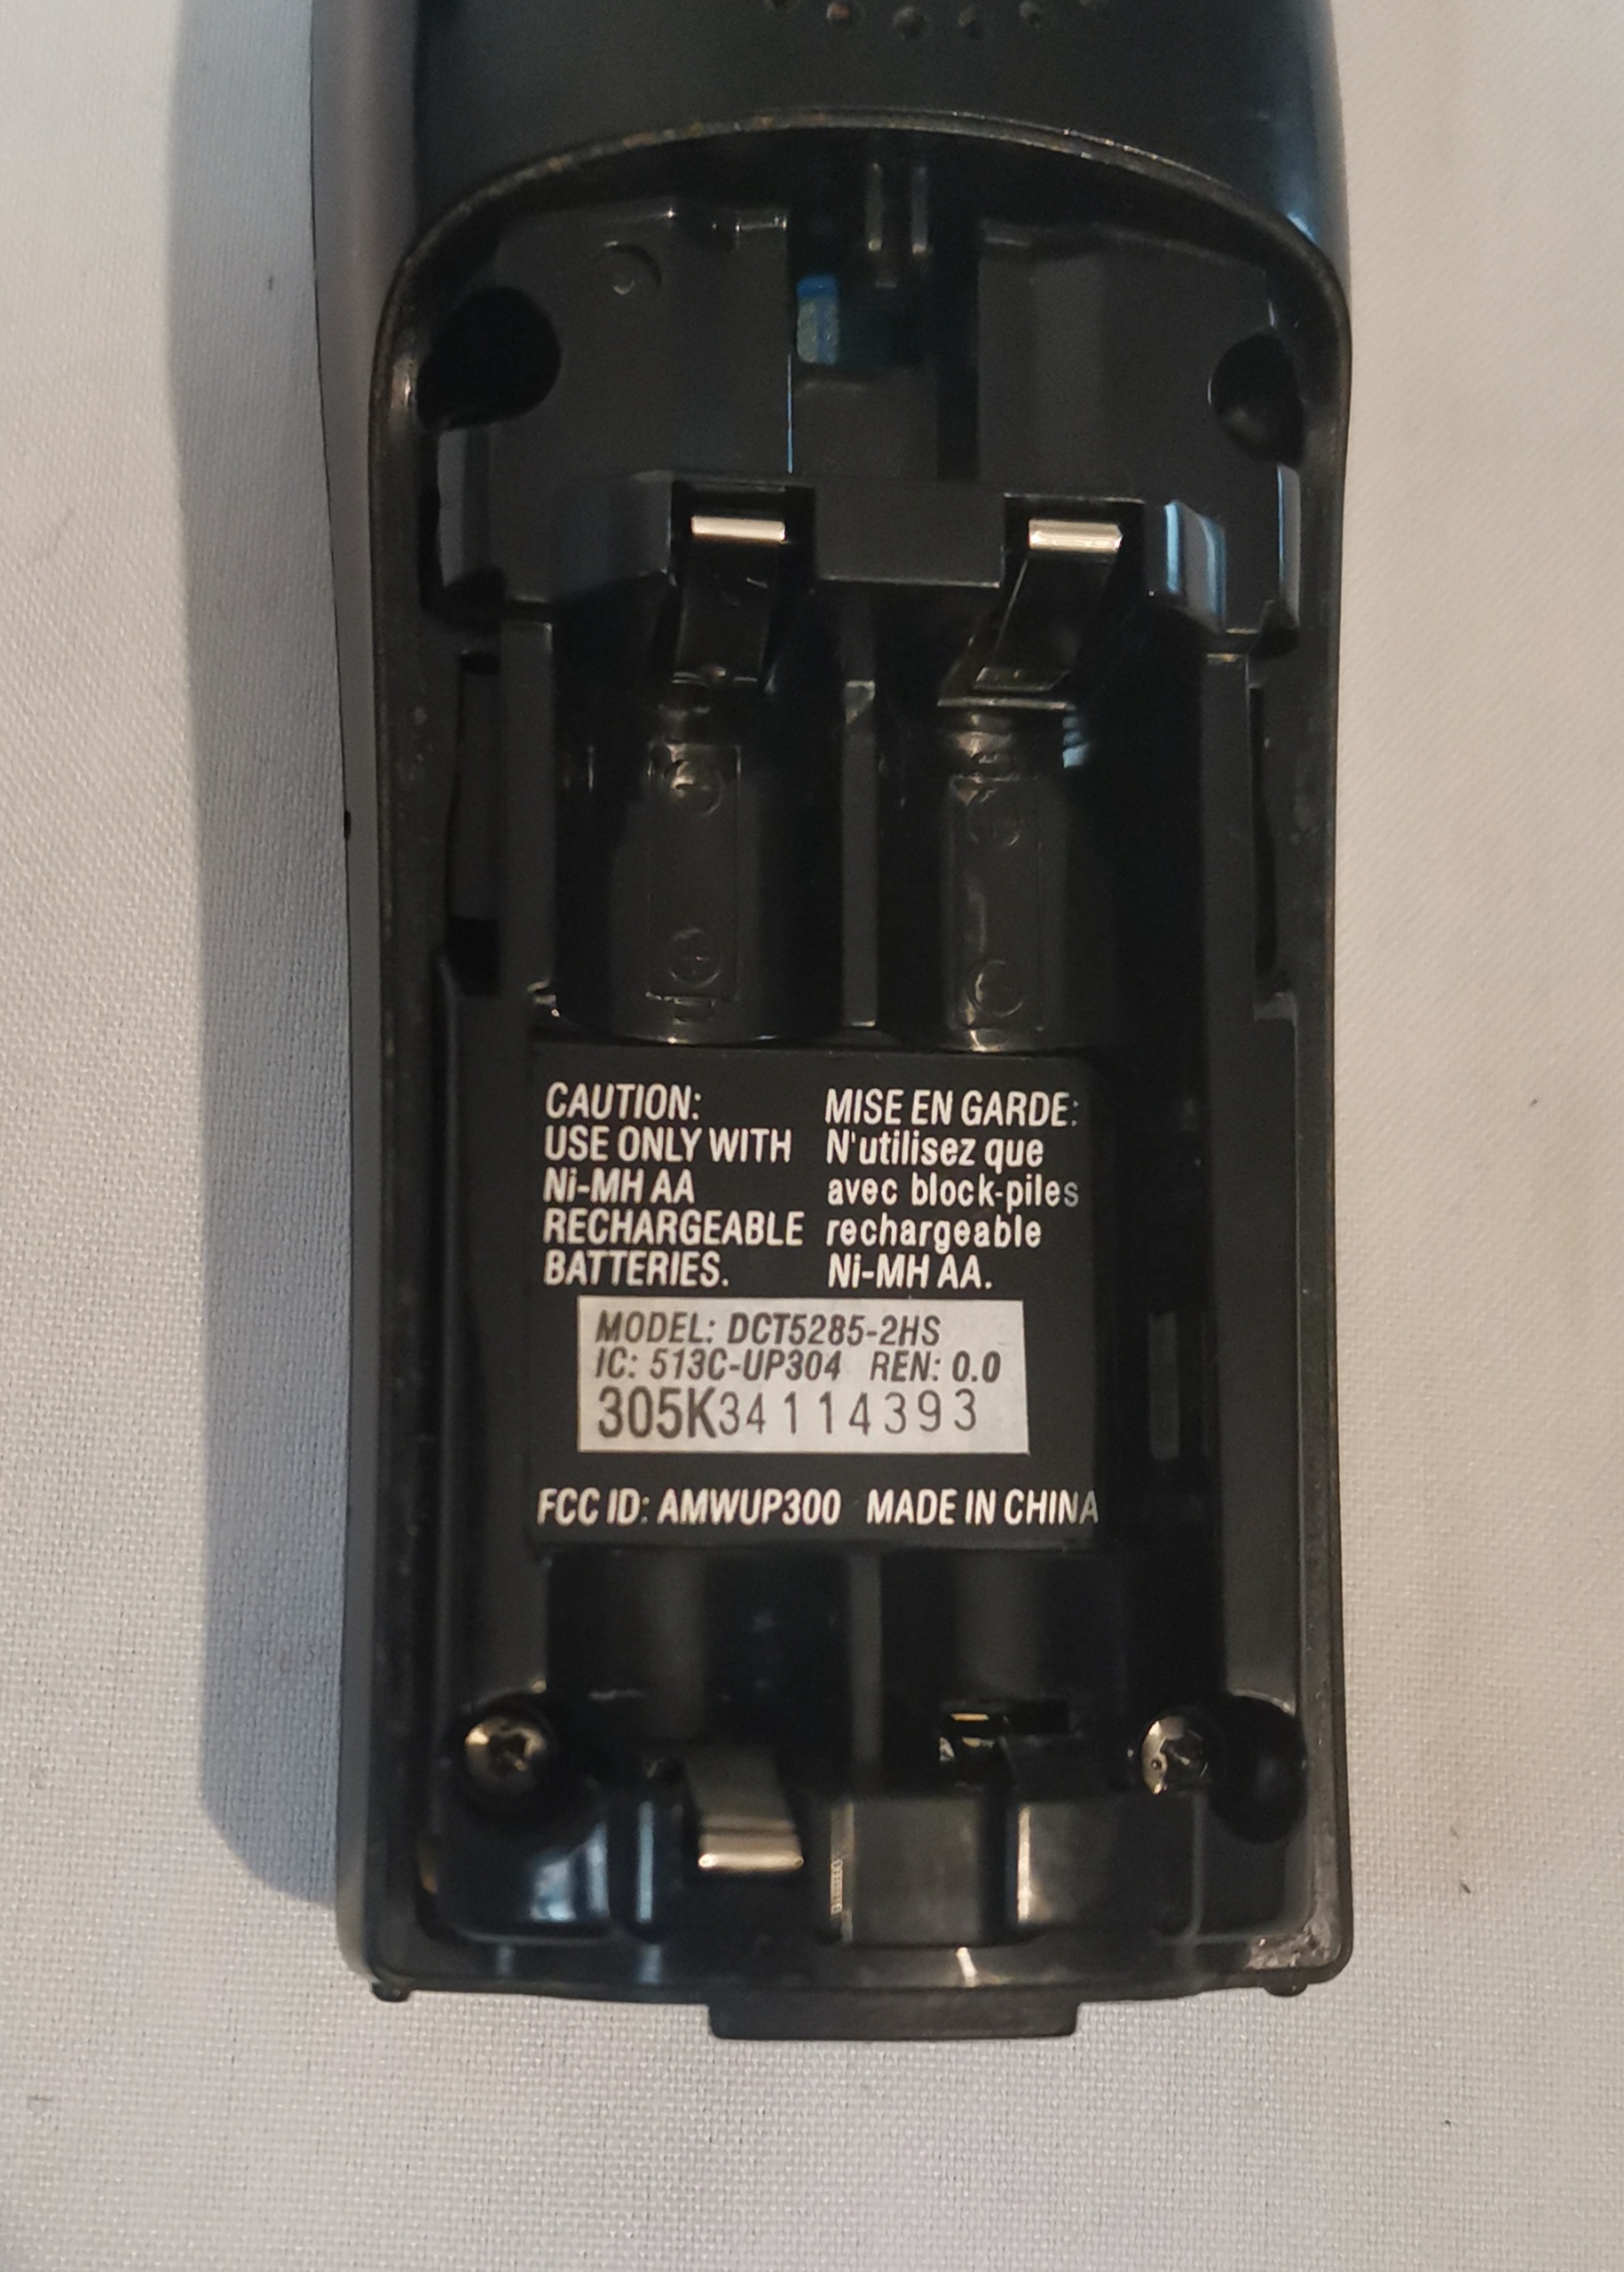 CAUTION:
USE ONLY WITH
Ni-MH AA
RECHARGEABLE
BATTERIES.
MISE EN GARDE:
N'utilisez que
avec block-piles
rechargeable
Ni-MH AA.
MODEL: DCT5285-2HS
IC: 513C-UP304 REN: 0.0
305K34114393
FCC ID: AMWUP300 MADE IN CHINA